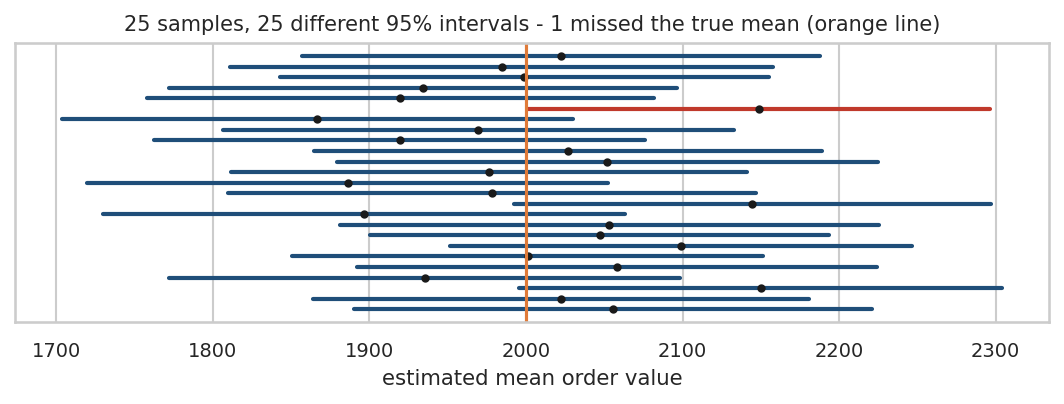 25 samples, 25 different 95% intervals - 1 missed the true mean (orange line)
1700 1800 1900 2000 2100 2200 2300
estimated mean order value